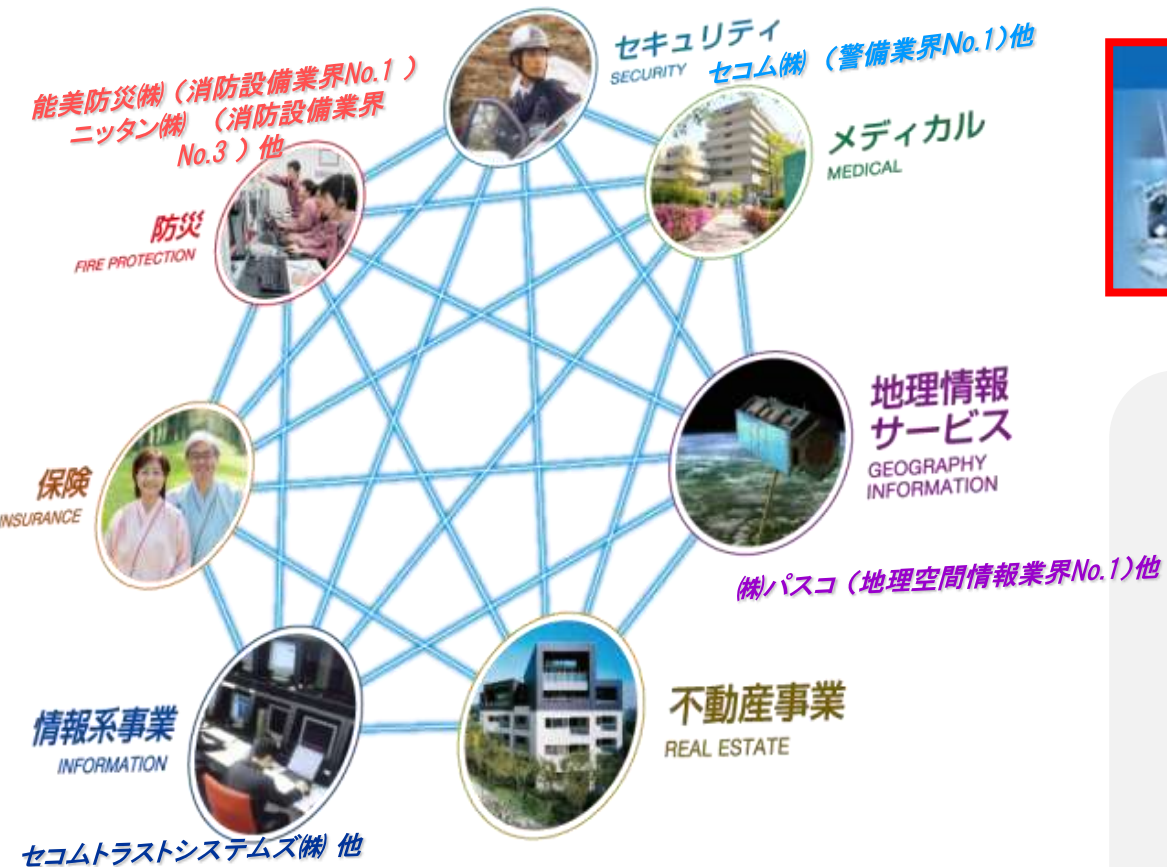 セキュリティ
SECURITY
セコム㈱ （警備業界No.1）他
能美防災㈱（消防設備業界No.1 ）
ニッタン㈱ （消防設備業界
No.3 ）他
メディカル
MEDICAL
防災
FIRE PROTECTION
地理情報
サービス
GEOGRAPHY
INFORMATION
㈱パスコ（地理空間情報業界No.1）他
保険
INSURANCE
不動産事業
REAL ESTATE
情報系事業
INFORMATION
セコムトラストシステムズ㈱ 他